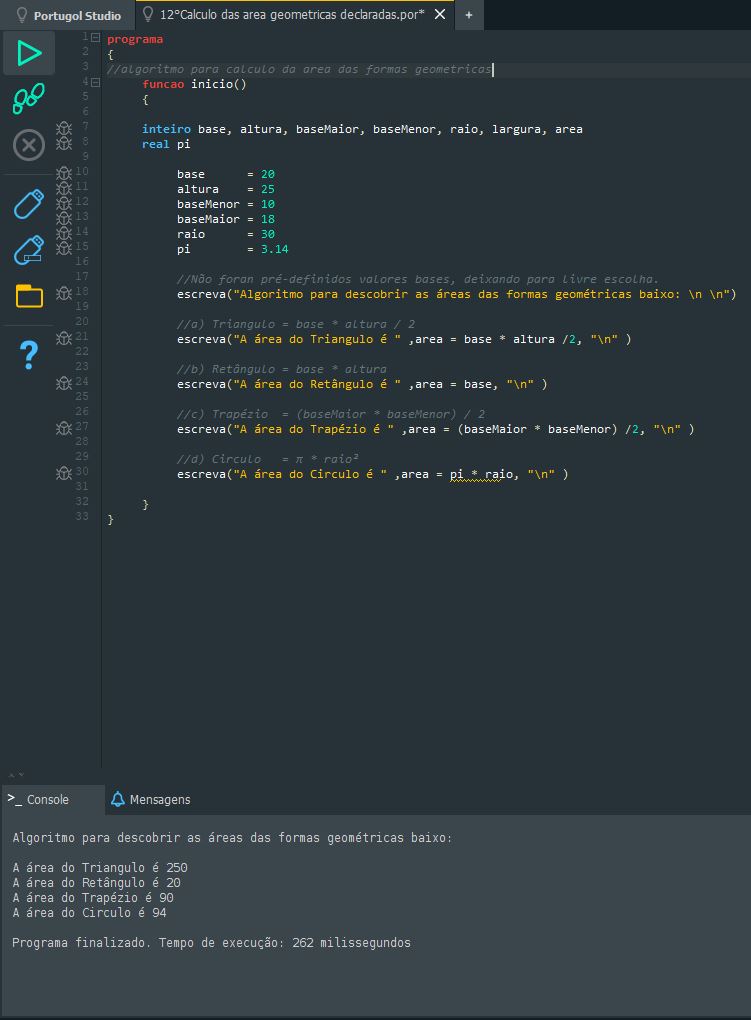 Portugol Studio
12°Calculo das area geometricas declaradas.por*
+
1 programa
2 {
3 //algoritmo para calculo da area das formas geometricas
4 funcao inicio()
5 {
6
7 inteiro base, altura, baseMaior, baseMenor, raio, largura, area
8 real pi
9
10 base = 20
11 altura = 25
12 baseMenor = 10
13 baseMaior = 18
14 raio = 30
15 pi = 3.14
16
17 //Não foran pré-definidos valores bases, deixando para livre escolha.
18 escreva("Algoritmo para descobrir as áreas das formas geométricas baixo: \n \n")
19
20 //a) Triangulo = base * altura / 2
21 escreva("A área do Triangulo é " ,area = base * altura /2, "\n" )
22
23 //b) Retângulo = base * altura
24 escreva("A área do Retângulo é " ,area = base, "\n" )
25
26 //c) Trapézio = (baseMaior * baseMenor) / 2
27 escreva("A área do Trapézio é " ,area = (baseMaior * baseMenor) /2, "\n" )
28
29 //d) Circulo = π * raio²
30 escreva("A área do Circulo é " ,area = pi * raio, "\n" )
31
32 }
33 }
?
>_ Console
Mensagens
Algoritmo para descobrir as áreas das formas geométricas baixo:
A área do Triangulo é 250
A área do Retângulo é 20
A área do Trapézio é 90
A área do Circulo é 94
Programa finalizado. Tempo de execução: 262 milissegundos